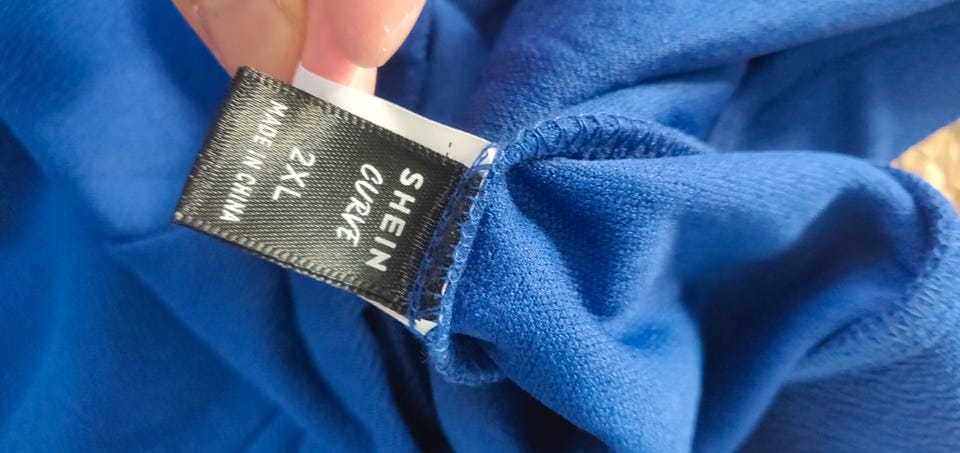 SHEIN
CURVE
2XL
MADE IN CHINA